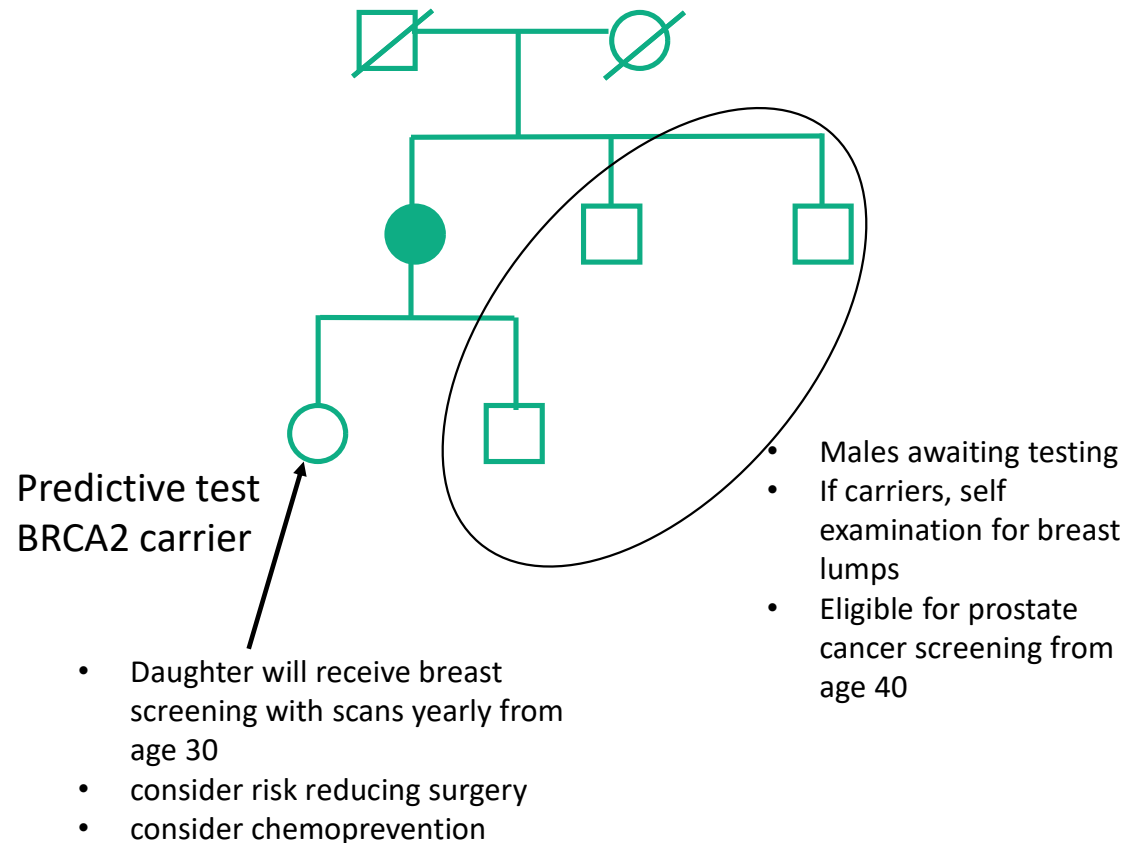 Predictive test
BRCA2 carrier
• Males awaiting testing
• If carriers, self
examination for breast
lumps
• Eligible for prostate
cancer screening from
age 40
• Daughter will receive breast
screening with scans yearly from
age 30
• consider risk reducing surgery
• consider chemoprevention